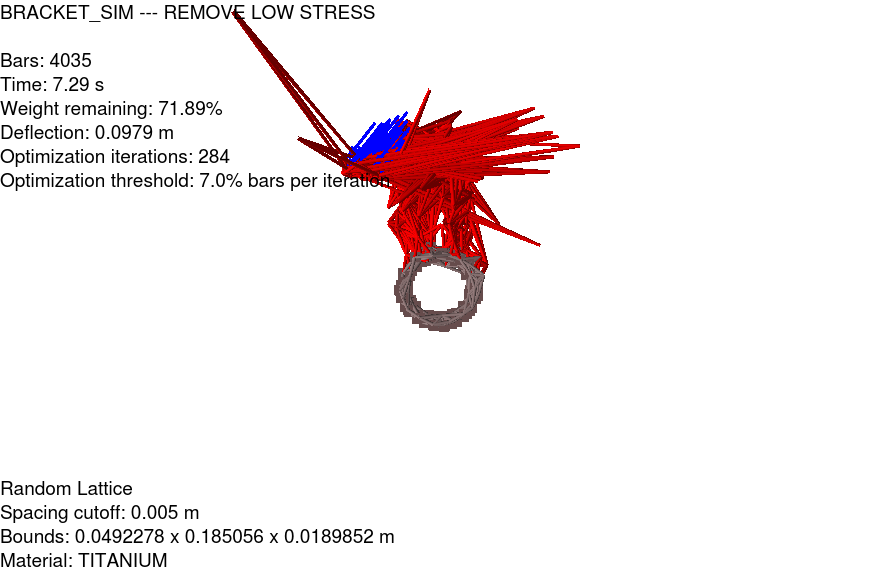 BRACKET_SIM --- REMOVE LOW STRESS
Bars: 4035
Time: 7.29 s
Weight remaining: 71.89%
Deflection: 0.0979 m
Optimization iterations: 284
Optimization threshold: 7.0% bars per iteration
Random Lattice
Spacing cutoff: 0.005 m
Bounds: 0.0492278 x 0.185056 x 0.0189852 m
Material: TITANIUM